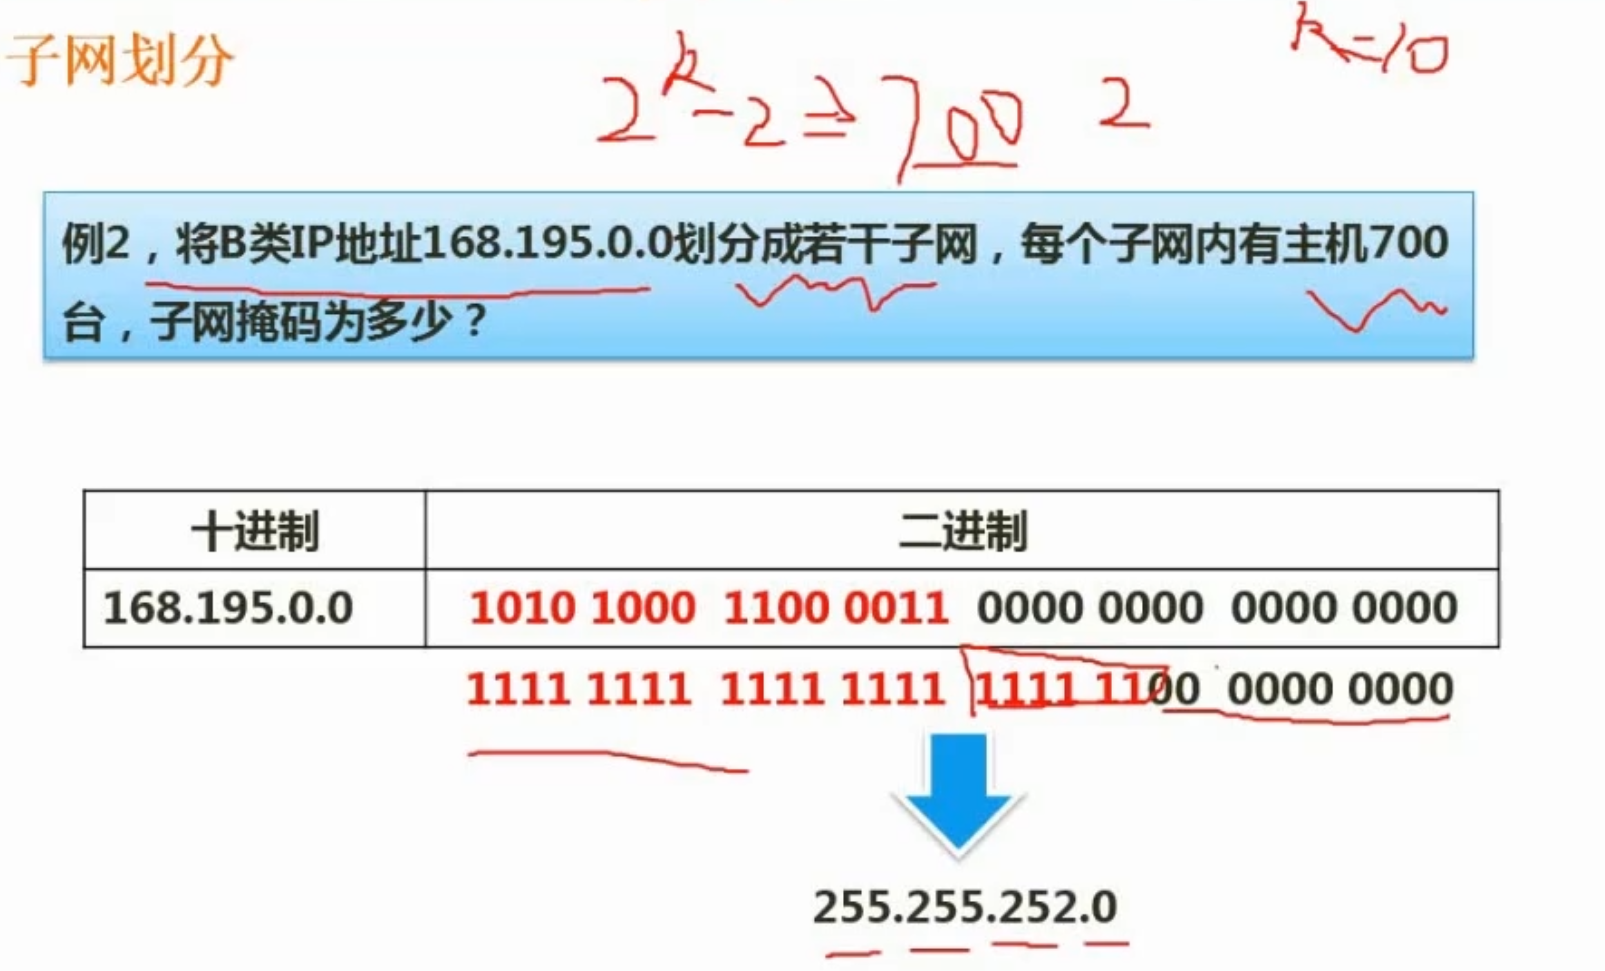 子网划分
2^k-2>=700 2 k=10
例2，将B类IP地址168.195.0.0划分成若干子网，每个子网内有主机700
台，子网掩码为多少？
十进制 二进制
168.195.0.0 1010 1000 1100 0011 0000 0000 0000 0000
1111 1111 1111 1111 1111 1100 0000 0000
255.255.252.0